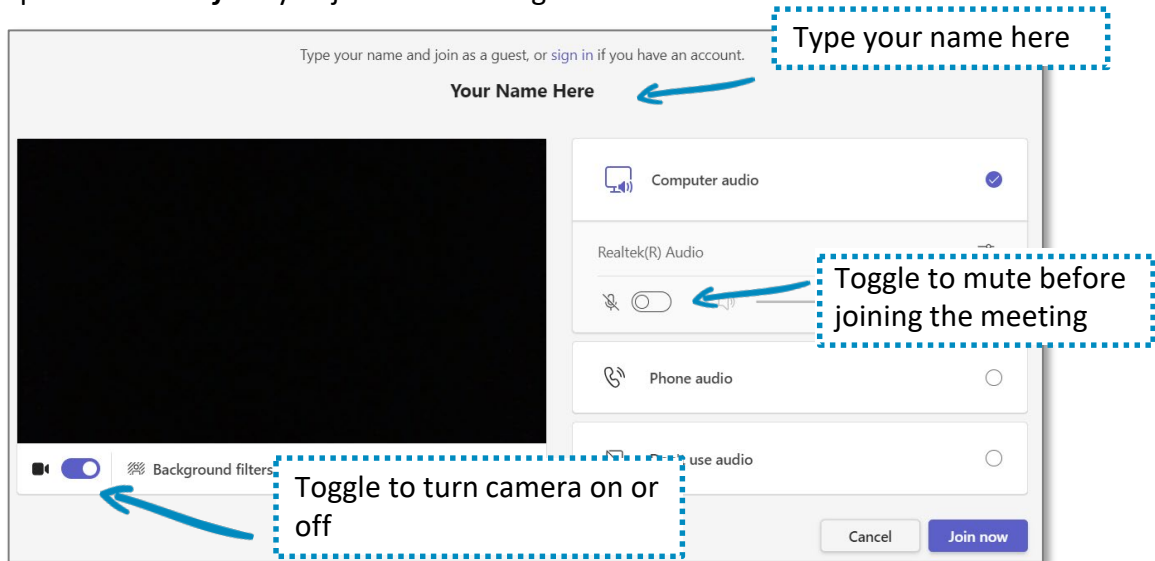 Type your name here
Type your name and join as a guest, or sign in if you have an account.
Your Name Here
Computer audio
Realtek(R) Audio
Toggle to mute before
joining the meeting
Phone audio
Background filters
use audio
Toggle to turn camera on or
off
Cancel
Join now